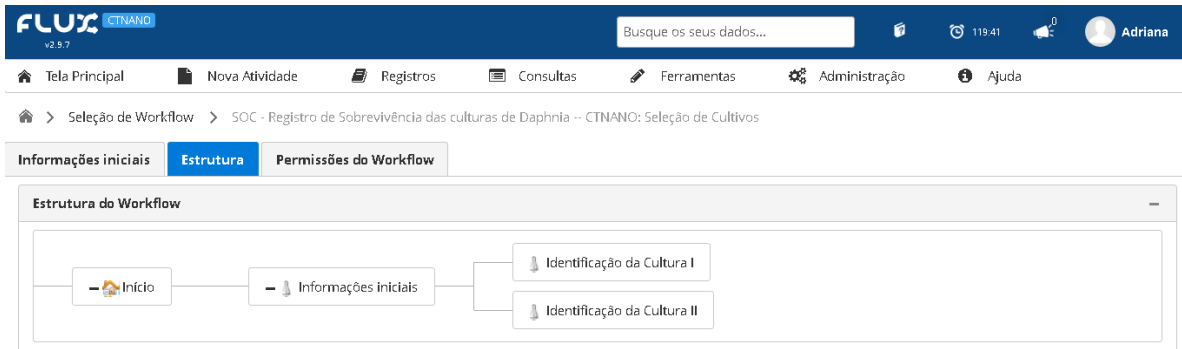 FLUX CTNANO
v2.9.7
Busque os seus dados...
119:41
0
Adriana
Tela Principal Nova Atividade Registros Consultas Ferramentas Administração Ajuda
> Seleção de Workflow > SOC - Registro de Sobrevivência das culturas de Daphnia -- CTNANO: Seleção de Cultivos
Informações iniciais Estrutura Permissões do Workflow
Estrutura do Workflow
Identificação da Cultura I
Início Informações iniciais
Identificação da Cultura II